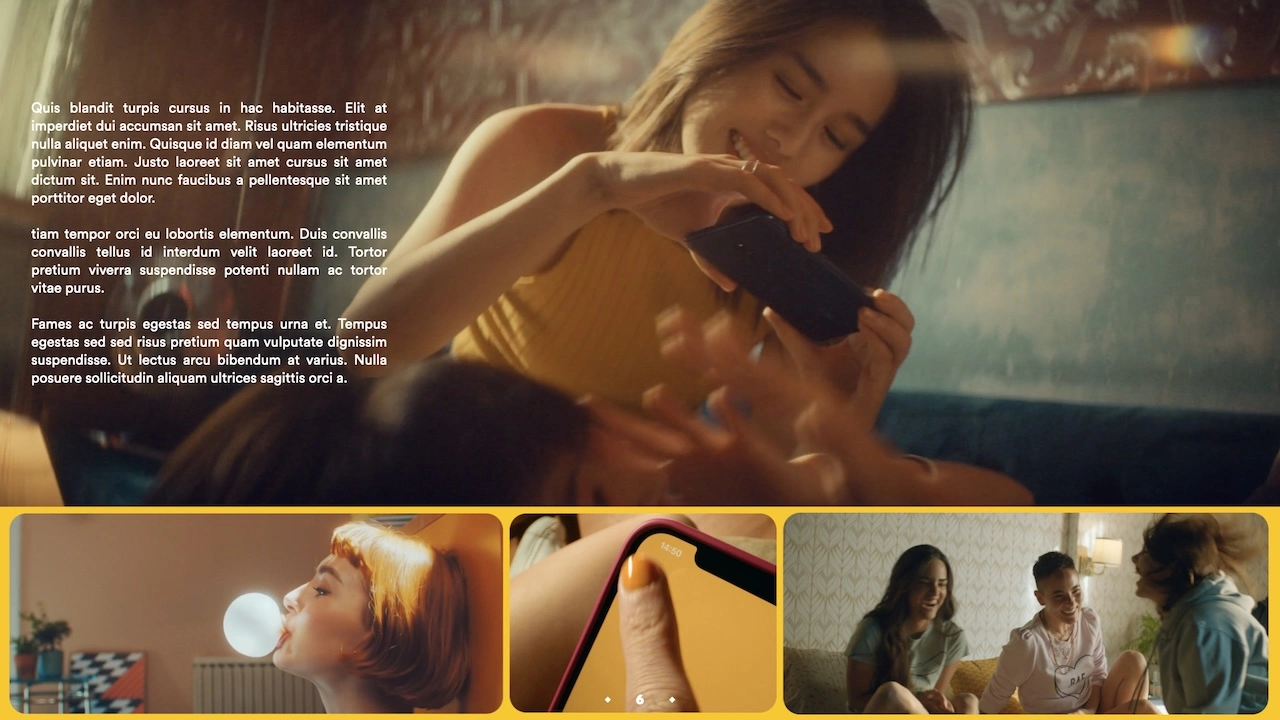 Quis blandit turpis cursus in hac habitasse. Elit at
imperdiet dui accumsan sit amet. Risus ultricies tristique
nulla aliquet enim. Quisque id diam vel quam elementum
pulvinar etiam. Justo laoreet sit amet cursus sit amet
dictum sit. Enim nunc faucibus a pellentesque sit amet
porttitor eget dolor.
tiam tempor orci eu lobortis elementum. Duis convallis
convallis tellus id interdum velit laoreet id. Tortor
pretium viverra suspendisse potenti nullam ac tortor
vitae purus.
Fames ac turpis egestas sed tempus urna et. Tempus
egestas sed sed risus pretium quam vulputate dignissim
suspendisse. Ut lectus arcu bibendum at varius. Nulla
posuere sollicitudin aliquam ultrices sagittis orci a.
14:50
6